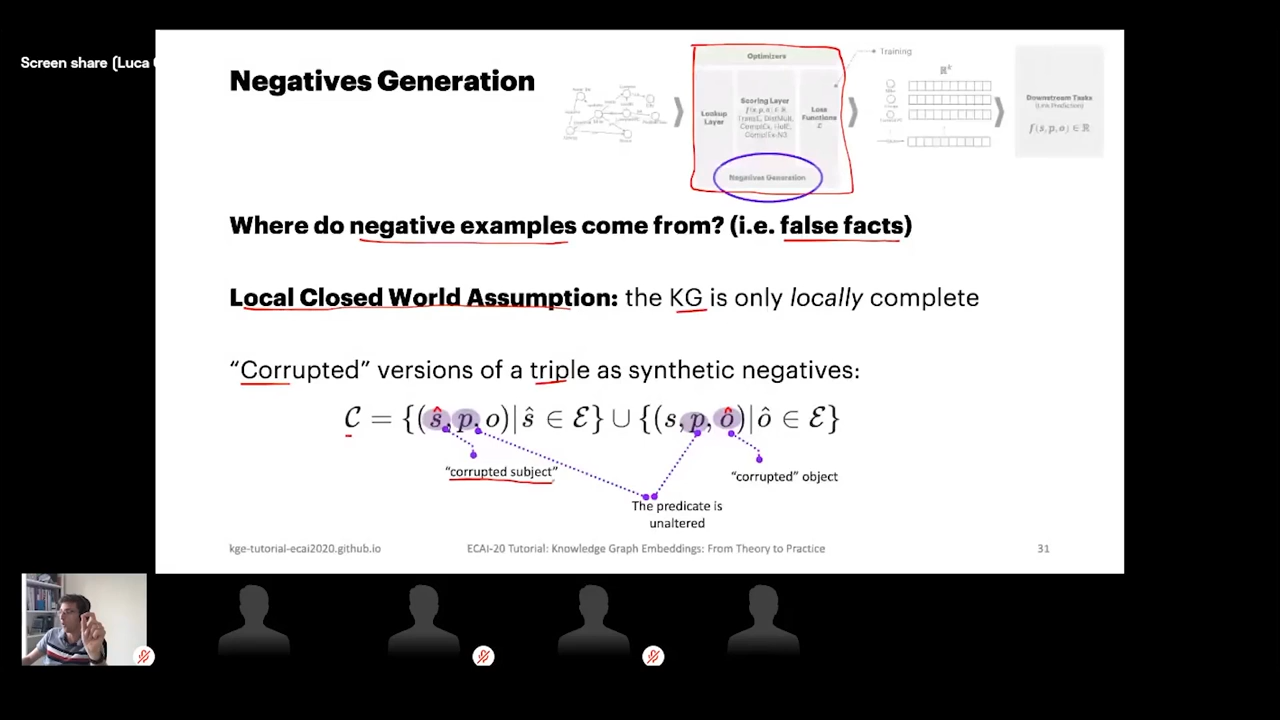 Screen share (Luca
Negatives Generation
Optimizers
Lookup
Layer
Scoring Layer
Loss
Functions
Negatives Generation
Training
Downstream Tasks
(Link Prediction)
f(s,p,o) ∈ ℝ
Where do negative examples come from? (i.e. false facts)
Local Closed World Assumption: the KG is only locally complete
“Corrupted” versions of a triple as synthetic negatives:
C = {(ŝ, p, o)|ŝ ∈ E} ∪ {(s, p, ô)|ô ∈ E}
“corrupted subject”
“corrupted” object
The predicate is
unaltered
kge-tutorial-ecai2020.github.io
ECAI-20 Tutorial: Knowledge Graph Embeddings: From Theory to Practice
31